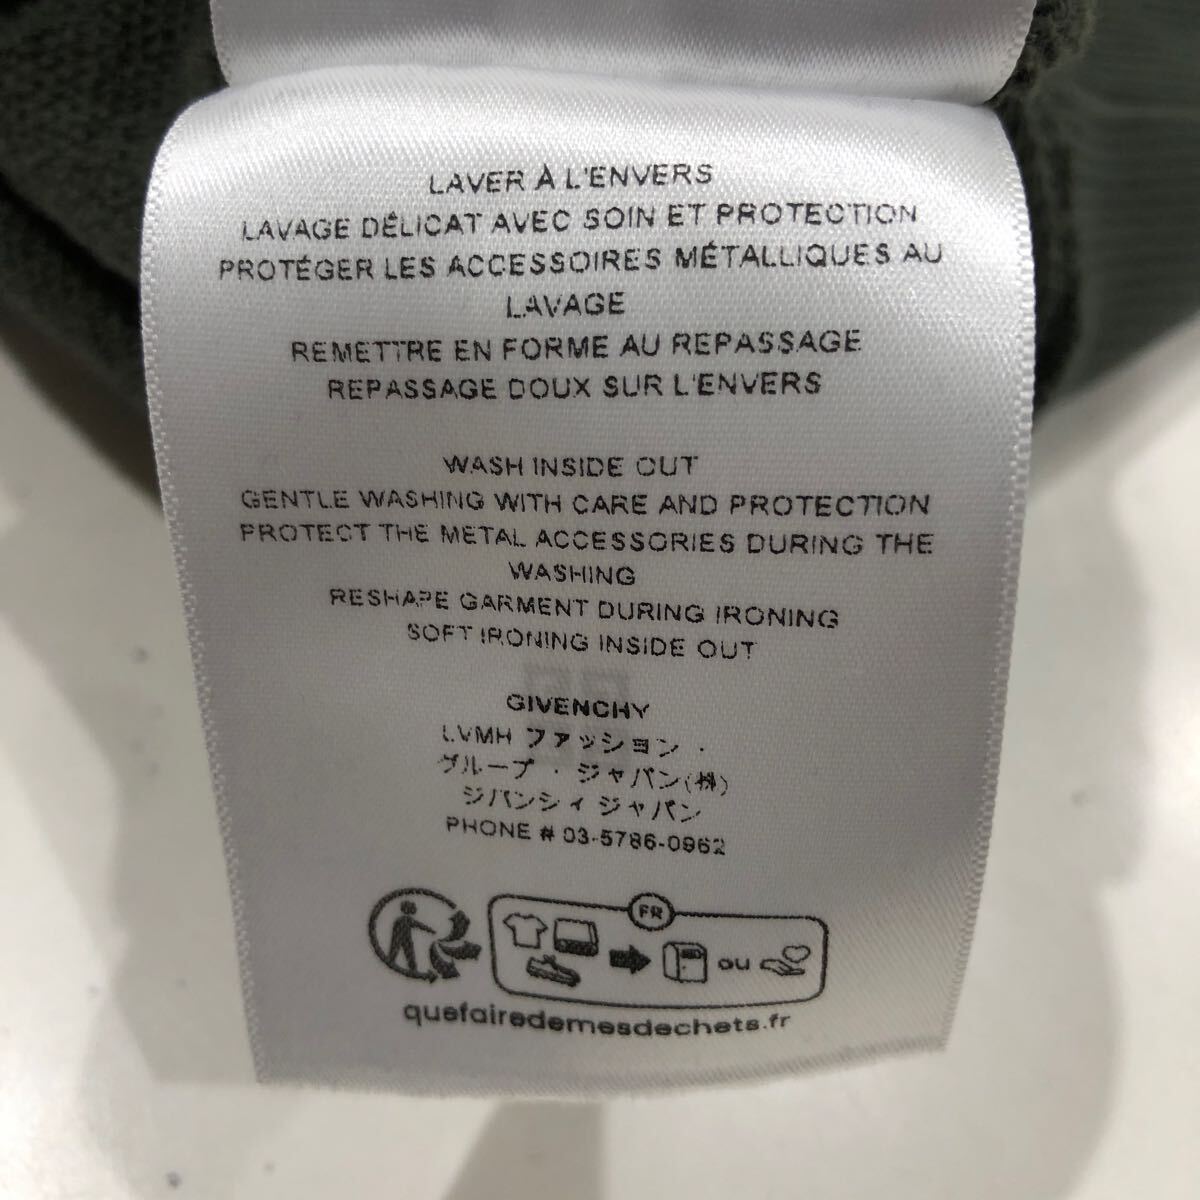 LAVER À L'ENVERS
LAVAGE DÉLICAT AVEC SOIN ET PROTECTION
PROTÉGER LES ACCESSOIRES MÉTALLIQUES AU
LAVAGE
REMETTRE EN FORME AU REPASSAGE
REPASSAGE DOUX SUR L'ENVERS
WASH INSIDE OUT
GENTLE WASHING WITH CARE AND PROTECTION
PROTECT THE METAL ACCESSORIES DURING THE
WASHING
RESHAPE GARMENT DURING IRONING
SOFT IRONING INSIDE OUT
GIVENCHY
LVMH ファッション・
グループ・ジャパン(株)
ジバンシィ ジャパン
PHONE # 03-5786-0962
FR
ou
quefairedemesdechets.fr